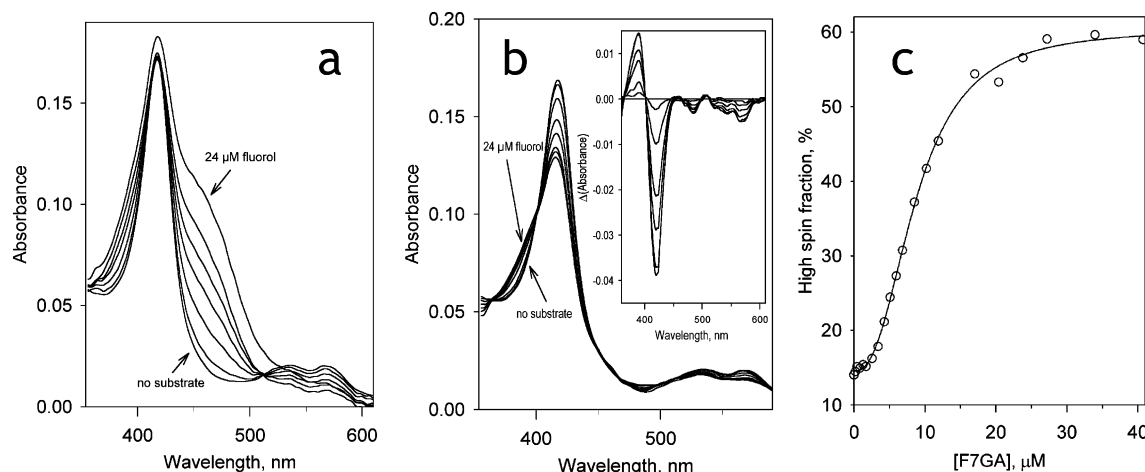 a
0.15
0.10
0.05
0.00
Absorbance
24 µM fluorol
no substrate
400
500
600
Wavelength, nm
b
0.20
0.15
0.10
0.05
0.00
Absorbance
24 µM fluorol
no substrate
400
500
Wavelength, nm
0.01
0.00
-0.01
-0.02
-0.03
-0.04
Δ(Absorbance)
400
500
600
Wavelength, nm
c
80
70
60
50
40
30
20
10
High spin fraction, %
0
10
20
30
40
[F7GA], µM